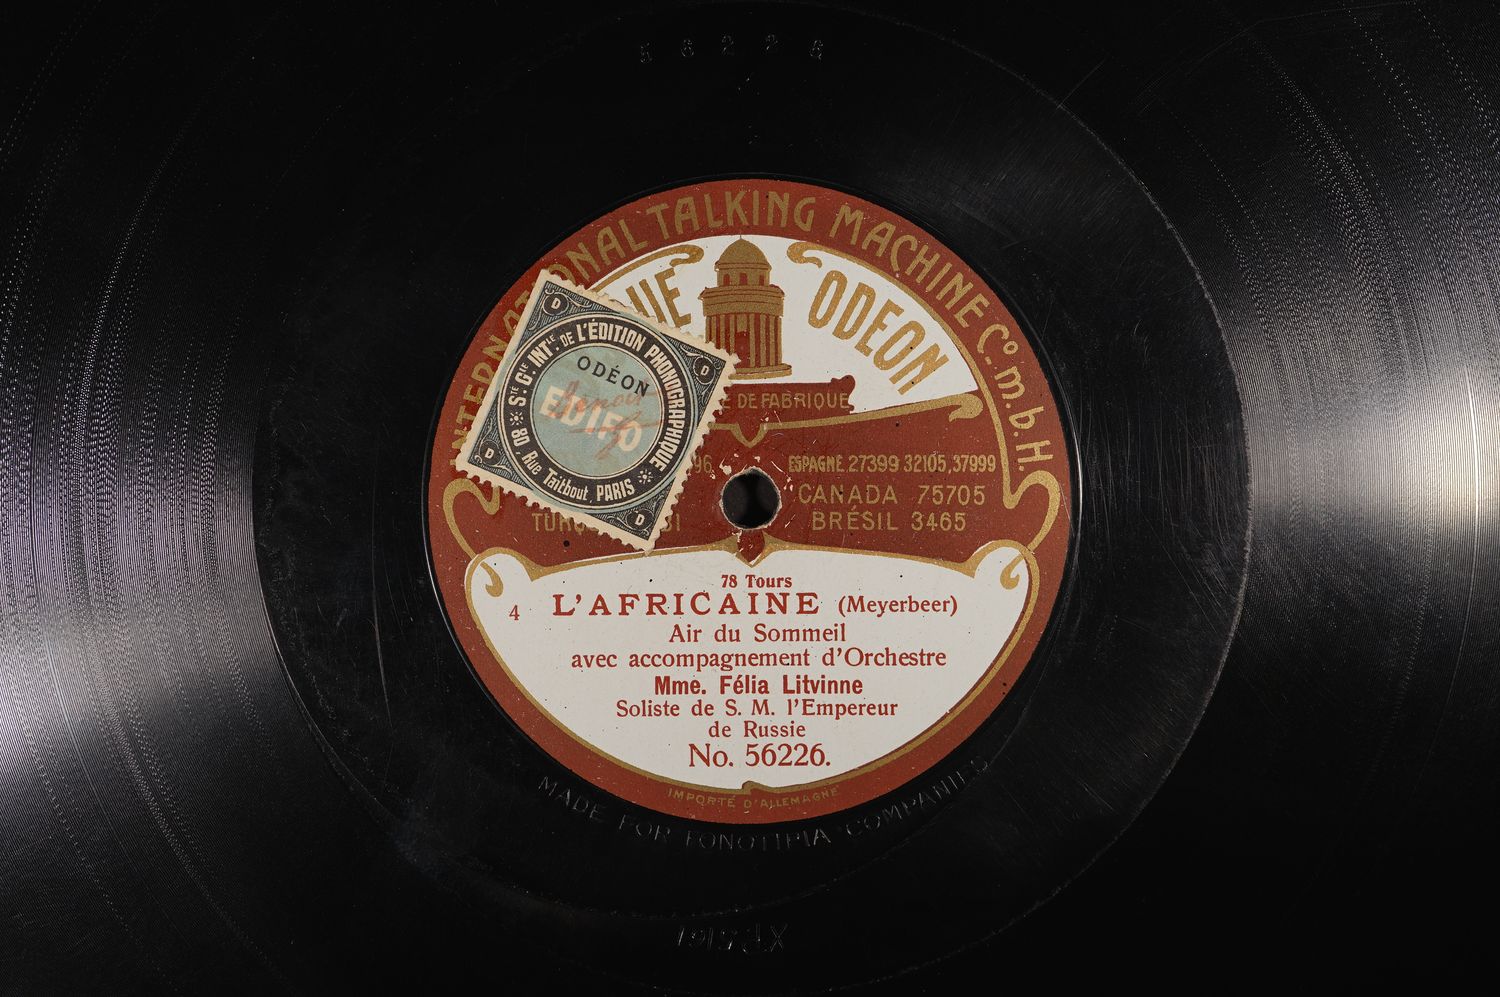 56226
INTERNATIONAL TALKING MACHINE Co. m.b.H.
ODEON
DE FABRIQUE
ESPAGNE. 27399 32105, 37999
CANADA 75705
BRÉSIL 3465
Sté Gle INTle DE L'ÉDITION PHONOGRAPHIQUE
80 Rue Taitbout, PARIS
D
D
D
D
ODÉON
EDIFO
78 Tours
4 L'AFRICAINE (Meyerbeer)
Air du Sommeil
avec accompagnement d'Orchestre
Mme. Félia Litvinne
Soliste de S. M. l'Empereur
de Russie
No. 56226.
IMPORTÉ D'ALLEMAGNE
MADE FOR FONOTIPIA COMPANIES